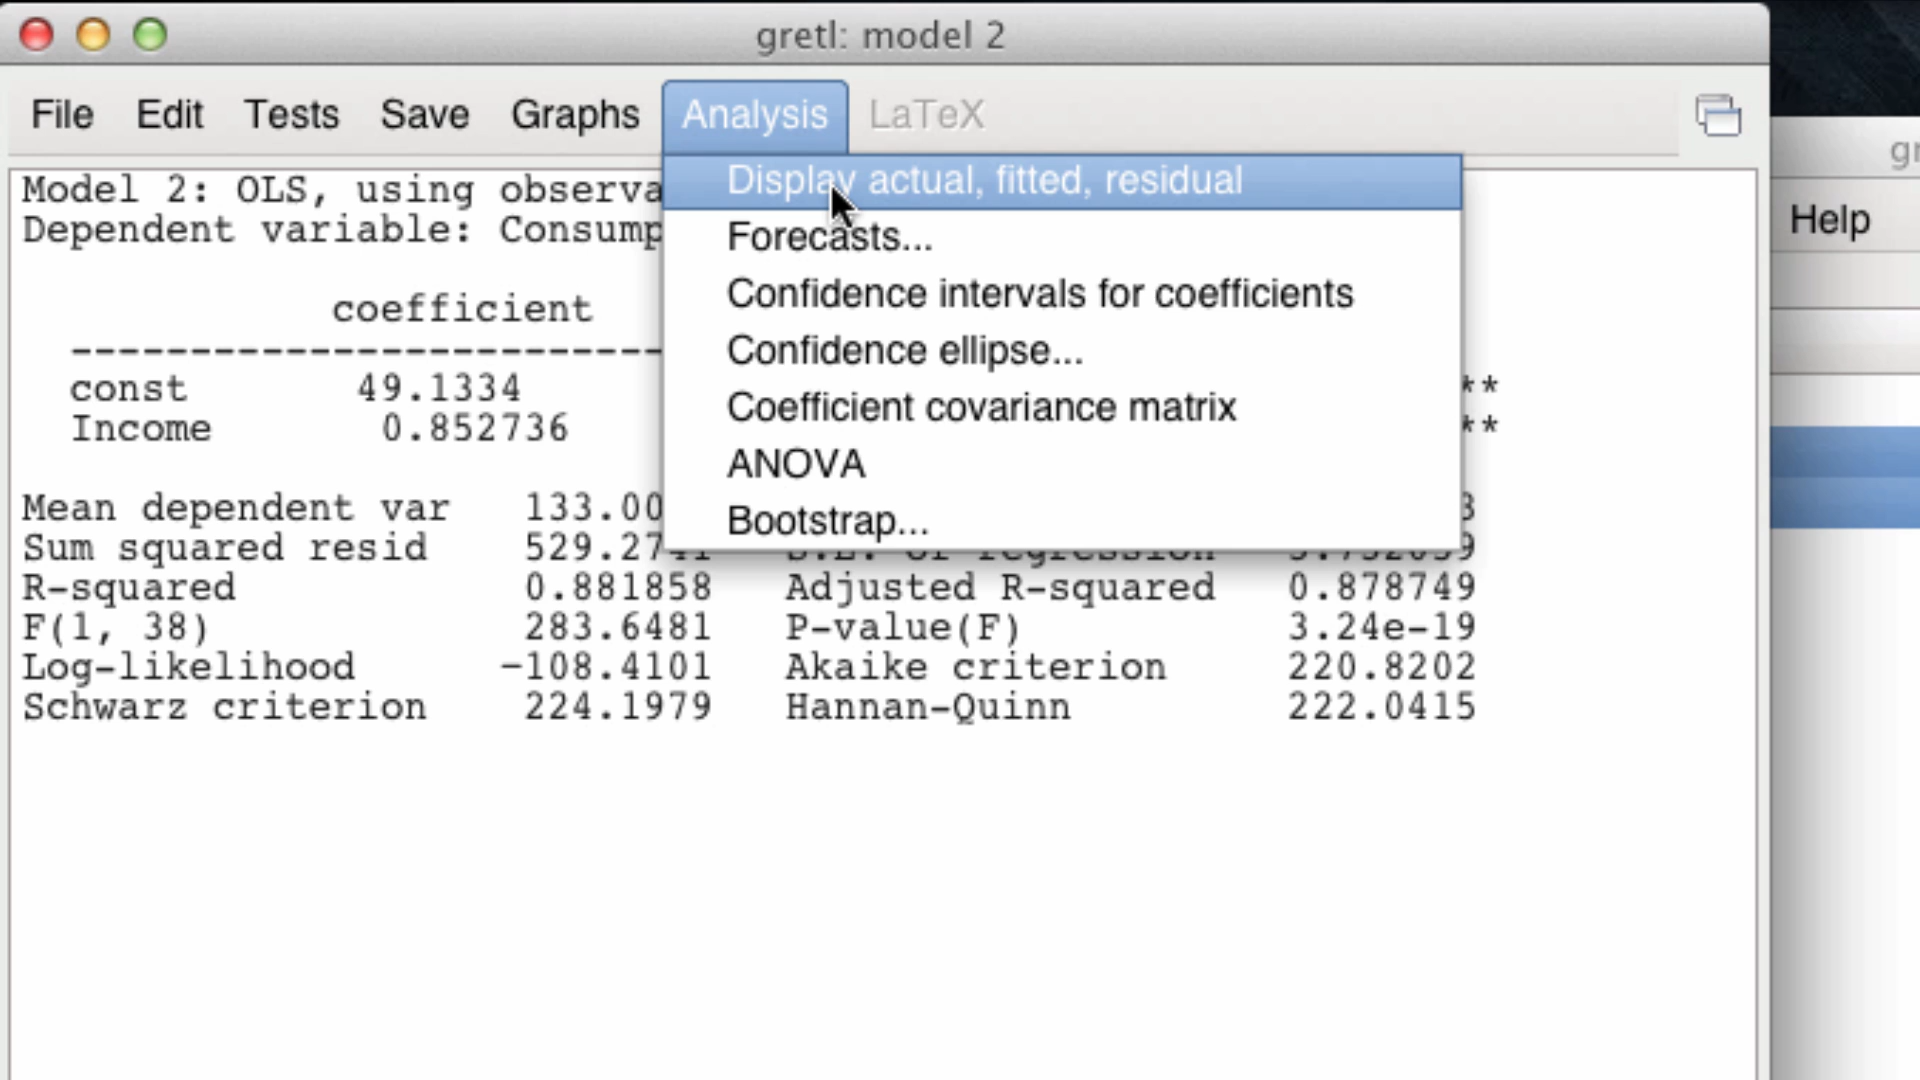 gretl: model 2
File Edit Tests Save Graphs Analysis LaTeX
Display actual, fitted, residual
Forecasts...
Confidence intervals for coefficients
Confidence ellipse...
Coefficient covariance matrix
ANOVA
Bootstrap...
Help
Model 2: OLS, using
Dependent variable:
coefficient
const 49.1334 **
Income 0.852736 **
Mean dependent var 133.00
Sum squared resid 529.2741 S.E. of regression
R-squared 0.881858 Adjusted R-squared 0.878749
F(1, 38) 283.6481 P-value(F) 3.24e-19
Log-likelihood -108.4101 Akaike criterion 220.8202
Schwarz criterion 224.1979 Hannan-Quinn 222.0415